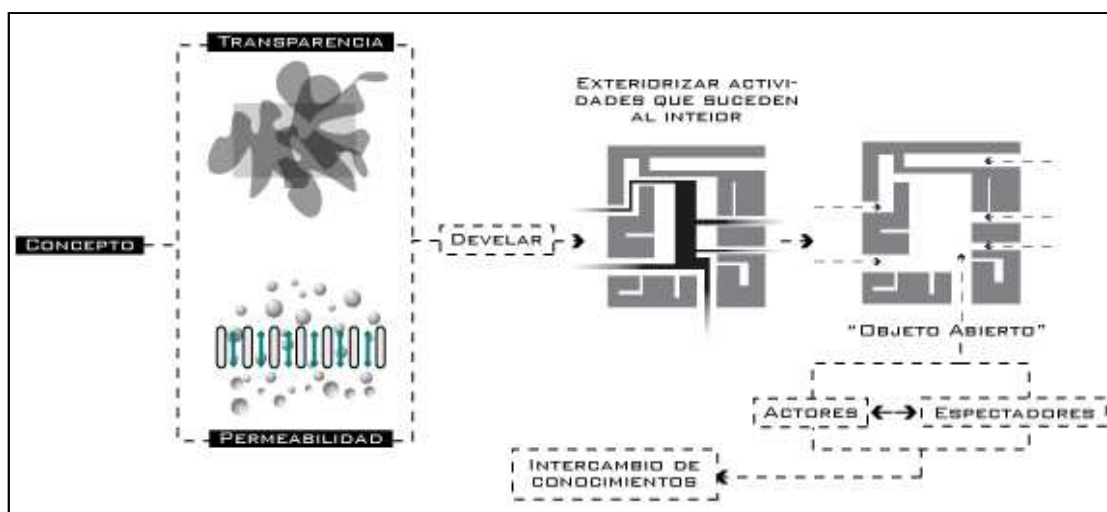 TRANSPARENCIA
EXTERIORIZAR ACTIVI-
DADES QUE SUCEDEN
AL INTEIOR
CONCEPTO
DEVELAR
"OBJETO ABIERTO"
ACTORES
ESPECTADORES
PERMEABILIDAD
INTERCAMBIO DE
CONOCIMIENTOS